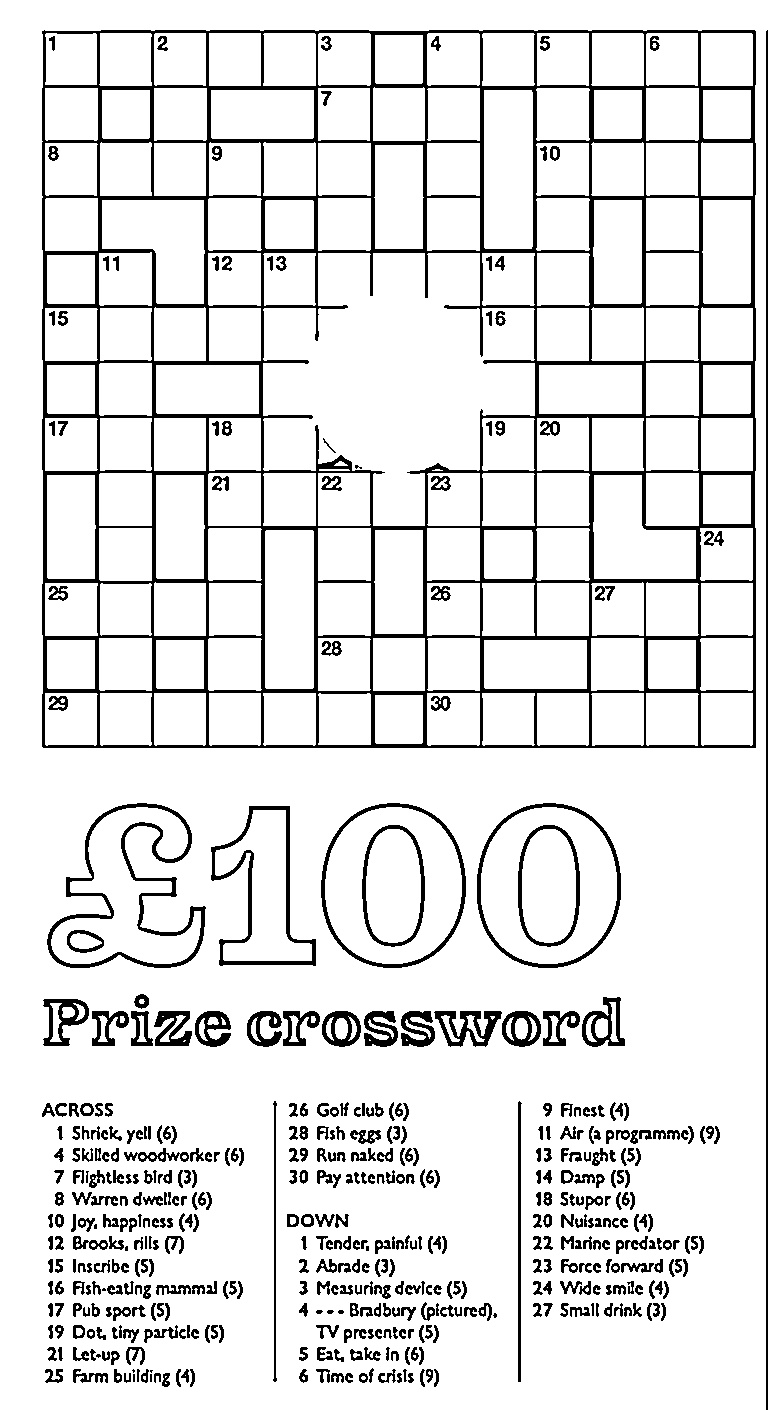 1 2 3 4 5 6
7
8 9 10
11 12 13 14
15 16
17 18 19 20
21 22 23
24
25 26 27
28
29 30
£100
Prize crossword
ACROSS
1 Shriek, yell (6)
4 Skilled woodworker (6)
7 Flightless bird (3)
8 Warren dweller (6)
10 Joy, happiness (4)
12 Brooks, rills (7)
15 Inscribe (5)
16 Fish-eating mammal (5)
17 Pub sport (5)
19 Dot, tiny particle (5)
21 Let-up (7)
25 Farm building (4)
26 Golf club (6)
28 Fish eggs (3)
29 Run naked (6)
30 Pay attention (6)
DOWN
1 Tender, painful (4)
2 Abrade (3)
3 Measuring device (5)
4 --- Bradbury (pictured),
TV presenter (5)
5 Eat, take in (6)
6 Time of crisis (9)
9 Finest (4)
11 Air (a programme) (9)
13 Fraught (5)
14 Damp (5)
18 Stupor (6)
20 Nuisance (4)
22 Marine predator (5)
23 Force forward (5)
24 Wide smile (4)
27 Small drink (3)